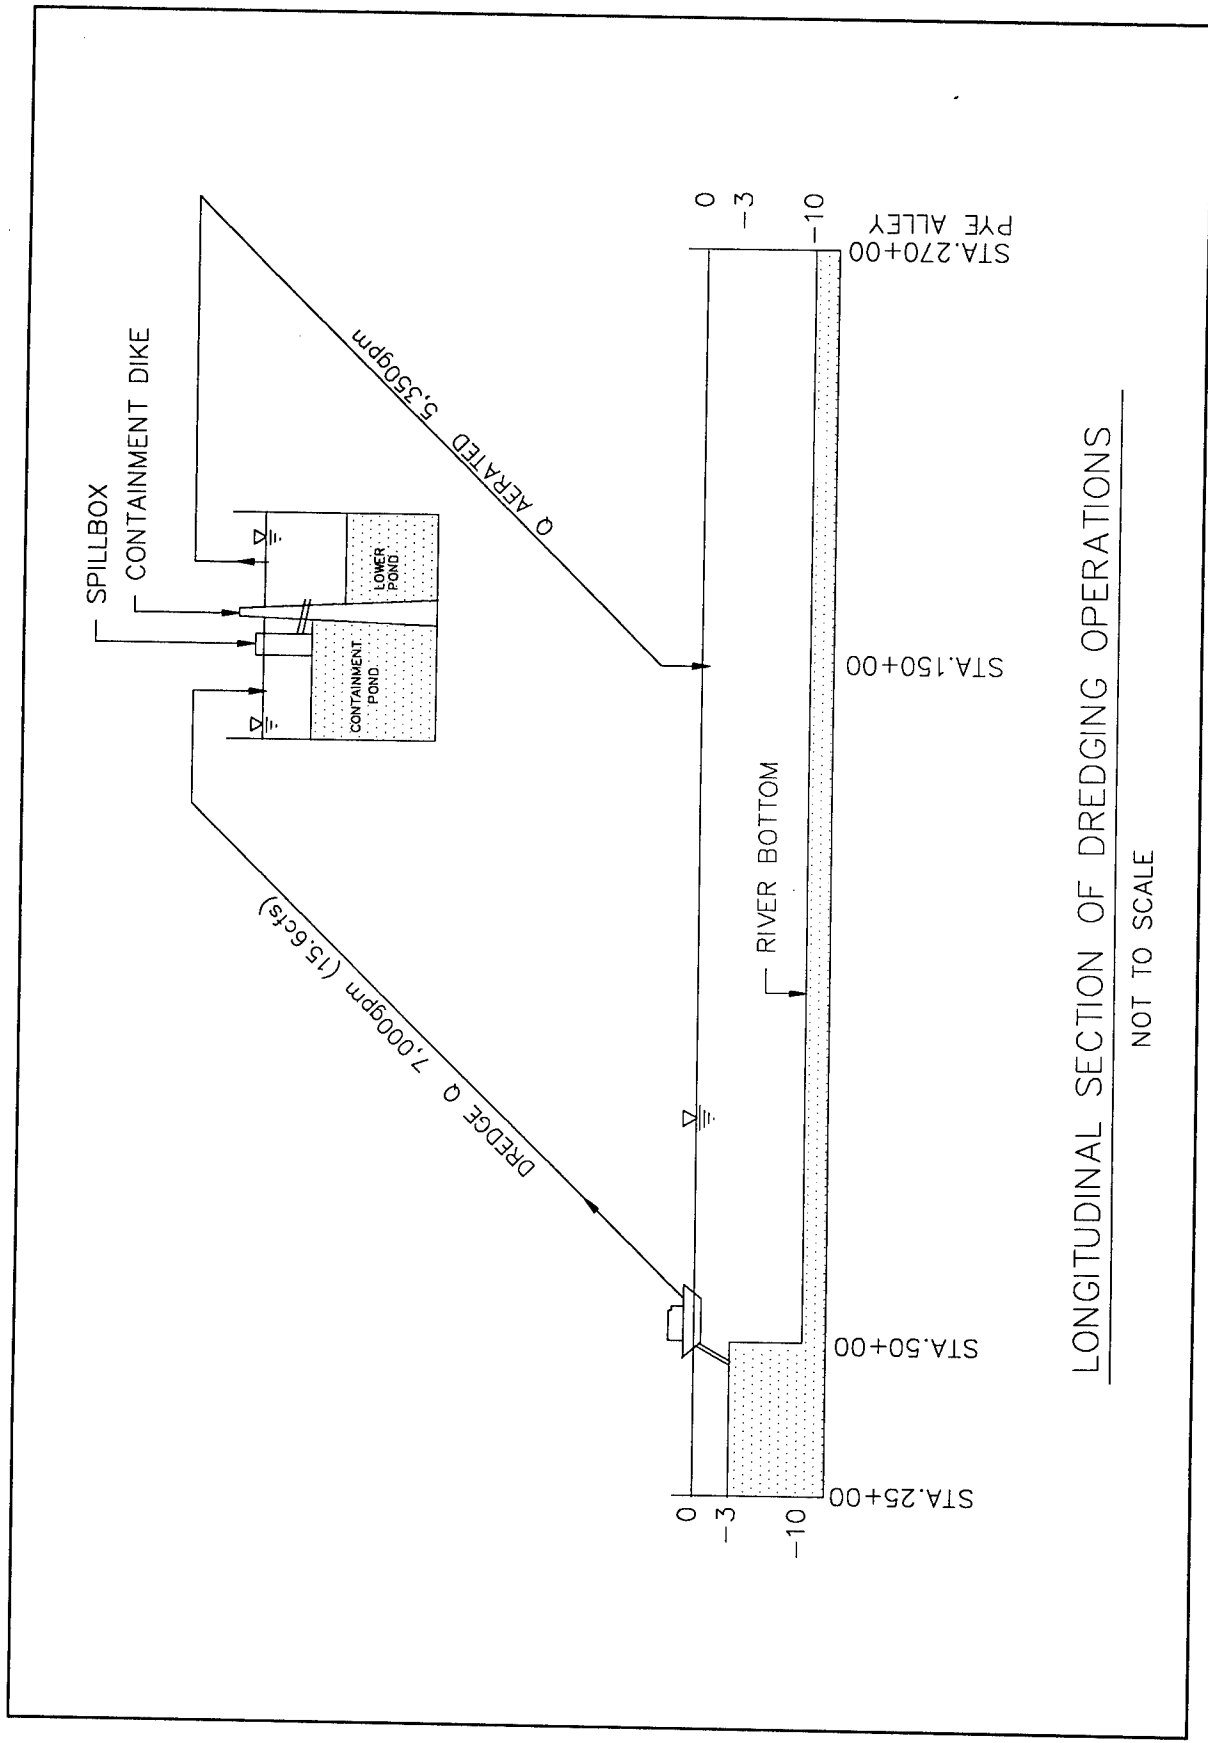 SPILLBOX
CONTAINMENT DIKE
CONTAINMENT
POND
LOWER
POND
DREDGE Q 7,000gpm (15.6cfs)
Q AERATED 5,350gpm
0
-3
-10
0
-3
-10
RIVER BOTTOM
STA.25+00
STA.50+00
STA.150+00
STA.270+00
PYE ALLEY
LONGITUDINAL SECTION OF DREDGING OPERATIONS
NOT TO SCALE